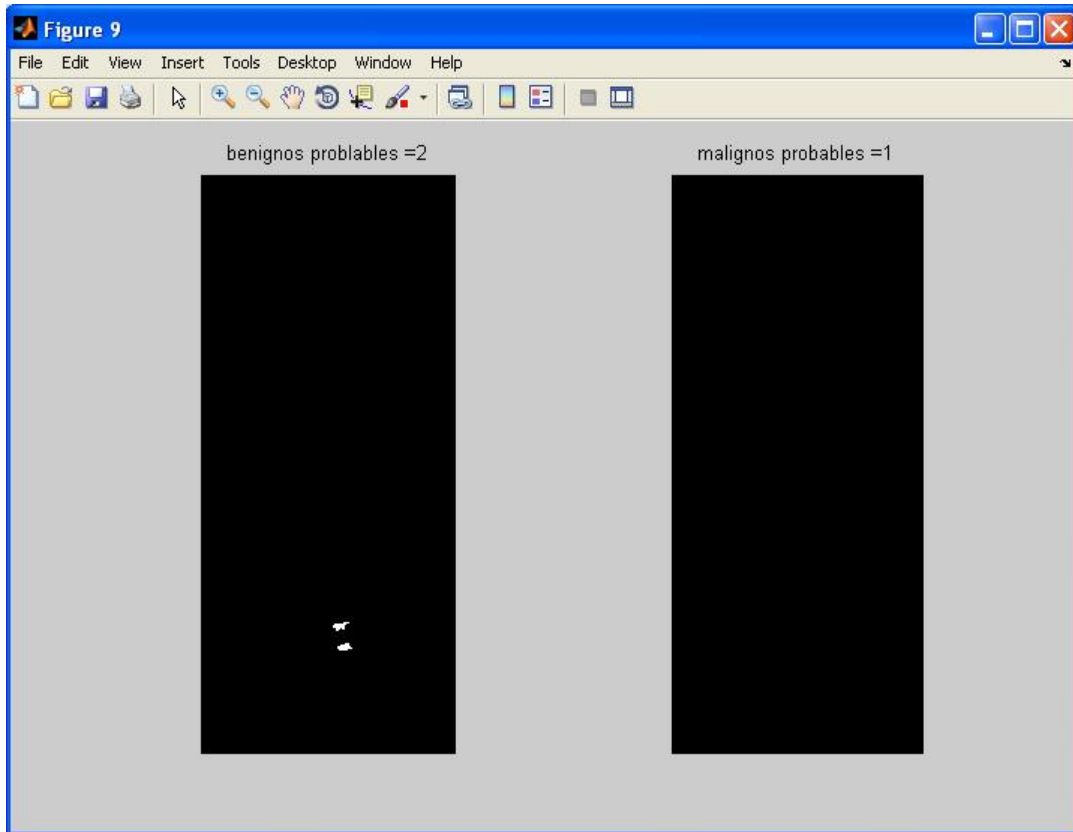 Figure 9
File Edit View Insert Tools Desktop Window Help
benignos problables =2
malignos probables =1